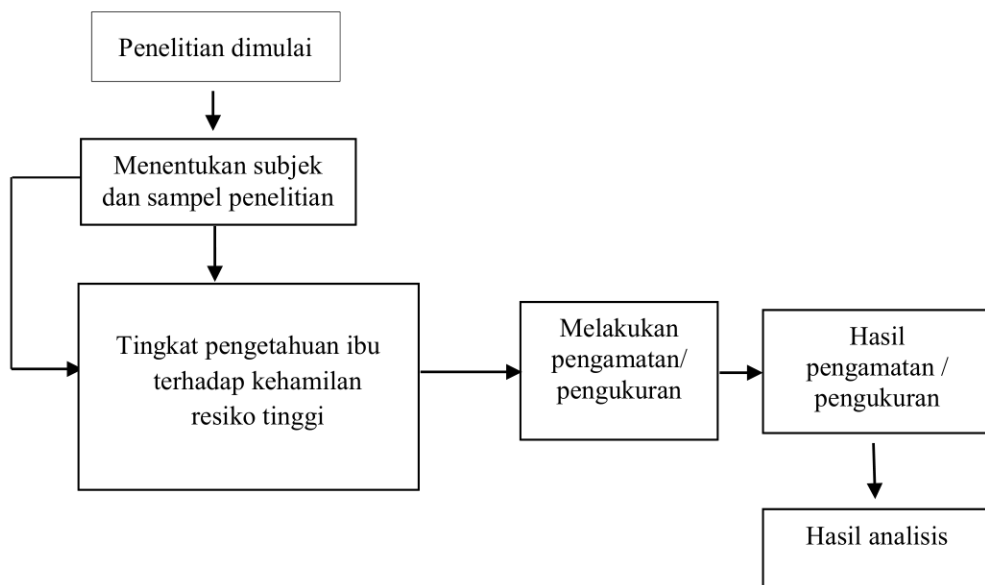 Penelitian dimulai
Menentukan subjek
dan sampel penelitian
Tingkat pengetahuan ibu
terhadap kehamilan
resiko tinggi
Melakukan
pengamatan/
pengukuran
Hasil
pengamatan /
pengukuran
Hasil analisis